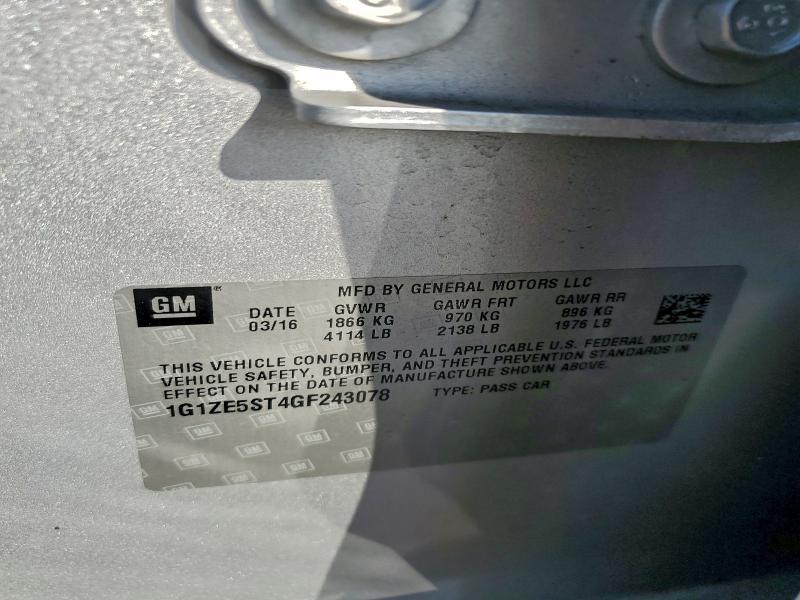 GM®
MFD BY GENERAL MOTORS LLC
DATE GVWR GAWR FRT GAWR RR
03/16 1866 KG 970 KG 896 KG
4114 LB 2138 LB 1976 LB
THIS VEHICLE CONFORMS TO ALL APPLICABLE U.S. FEDERAL MOTOR
VEHICLE SAFETY, BUMPER, AND THEFT PREVENTION STANDARDS IN
EFFECT ON THE DATE OF MANUFACTURE SHOWN ABOVE.
1G1ZE5ST4GF243078 TYPE: PASS CAR